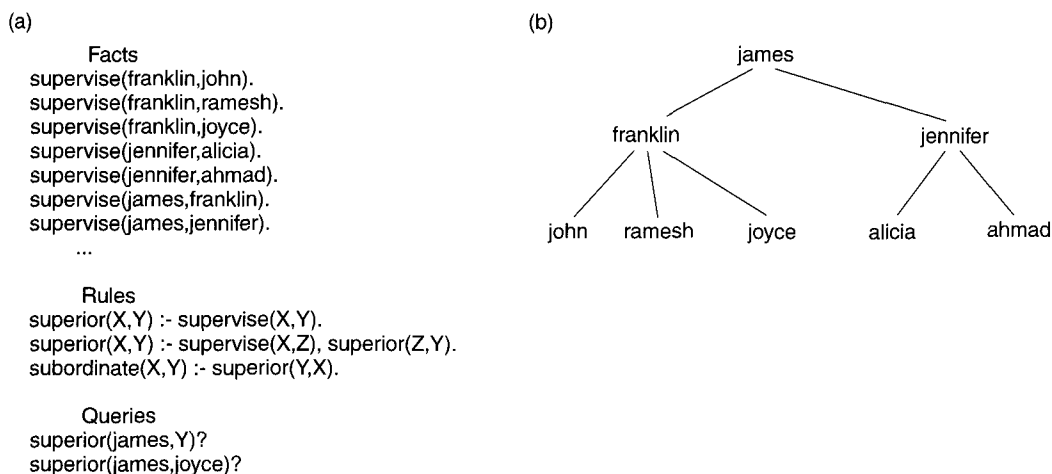 (a)
Facts
supervise(franklin,john).
supervise(franklin,ramesh).
supervise(franklin,joyce).
supervise(jennifer,alicia).
supervise(jennifer,ahmad).
supervise(james,franklin).
supervise(james,jennifer).
...
Rules
superior(X,Y) :- supervise(X,Y).
superior(X,Y) :- supervise(X,Z), superior(Z,Y).
subordinate(X,Y) :- superior(Y,X).
Queries
superior(james,Y)?
superior(james,joyce)?
(b)
james
franklin jennifer
john ramesh joyce alicia ahmad